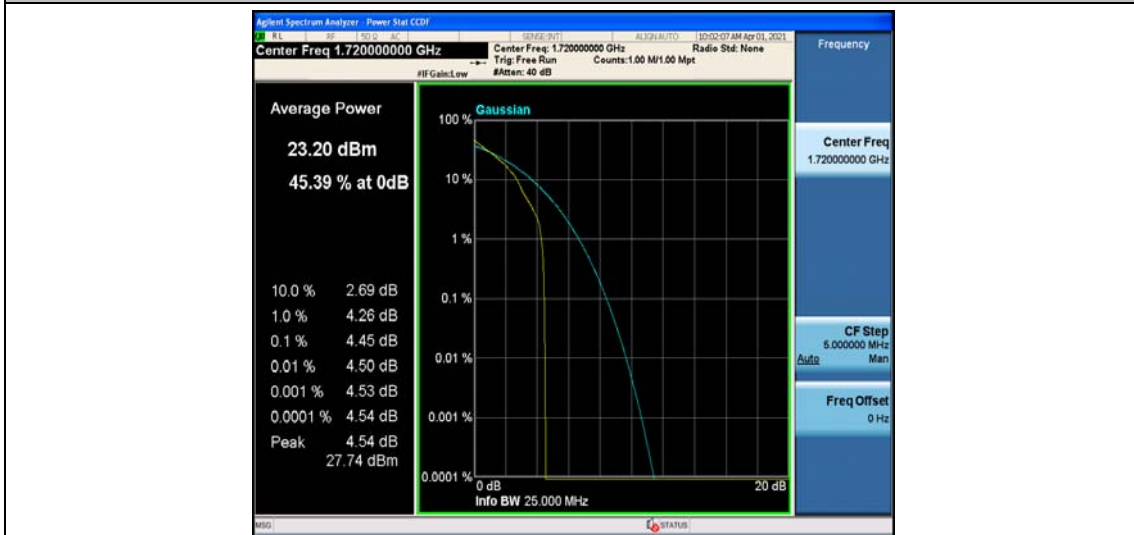 Agilent Spectrum Analyzer - Power Stat CCDF
RL RF 50 Ω AC SENSE:INT ALIGN AUTO 10:02:07 AM Apr 01, 2021
Center Freq 1.720000000 GHz
Center Freq: 1.720000000 GHz Radio Std: None
Trig: Free Run Counts:1.00 M/1.00 Mpt
#IFGain:Low #Atten: 40 dB
Frequency
Average Power
23.20 dBm
45.39 % at 0dB
10.0 % 2.69 dB
1.0 % 4.26 dB
0.1 % 4.45 dB
0.01 % 4.50 dB
0.001 % 4.53 dB
0.0001 % 4.54 dB
Peak 4.54 dB
27.74 dBm
Gaussian
100 %
10 %
1 %
0.1 %
0.01 %
0.001 %
0.0001 %
0 dB 20 dB
Info BW 25.000 MHz
Center Freq
1.720000000 GHz
CF Step
5.000000 MHz
Auto Man
Freq Offset
0 Hz
MSG STATUS